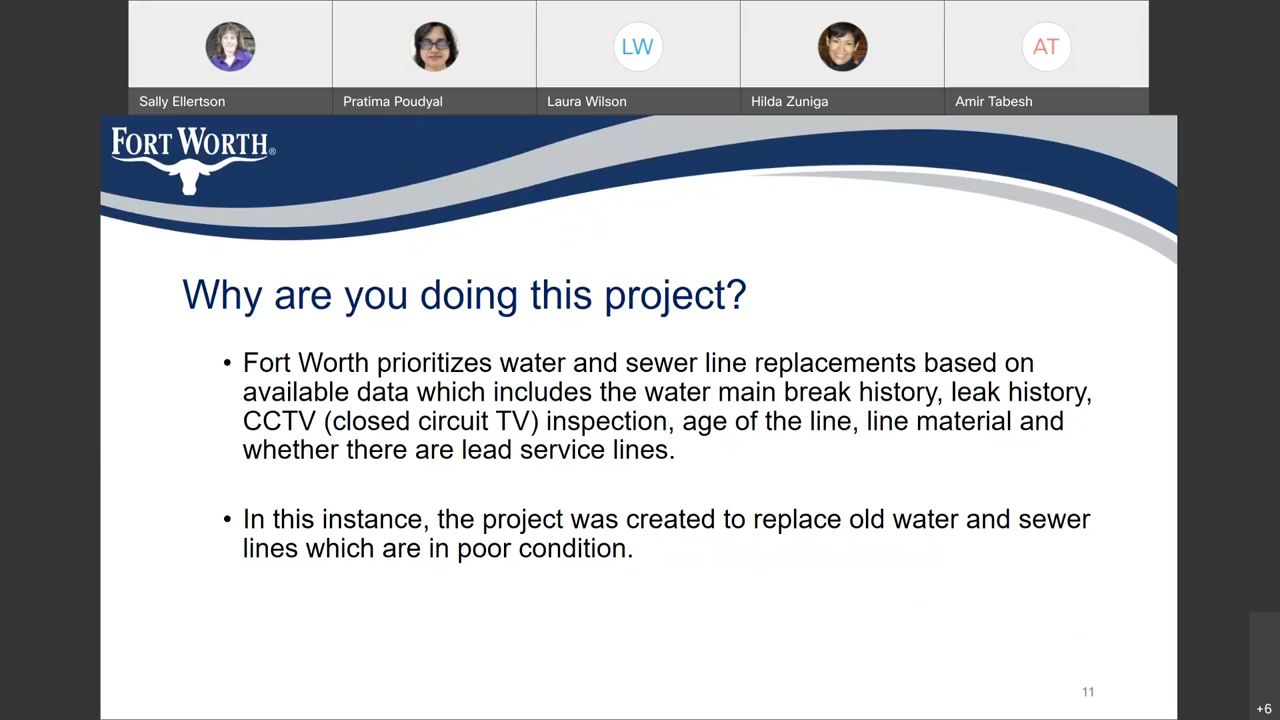 LW
AT
Sally Ellertson
Pratima Poudyal
Laura Wilson
Hilda Zuniga
Amir Tabesh
FORT WORTH®
Why are you doing this project?
• Fort Worth prioritizes water and sewer line replacements based on
available data which includes the water main break history, leak history,
CCTV (closed circuit TV) inspection, age of the line, line material and
whether there are lead service lines.
• In this instance, the project was created to replace old water and sewer
lines which are in poor condition.
11
+6